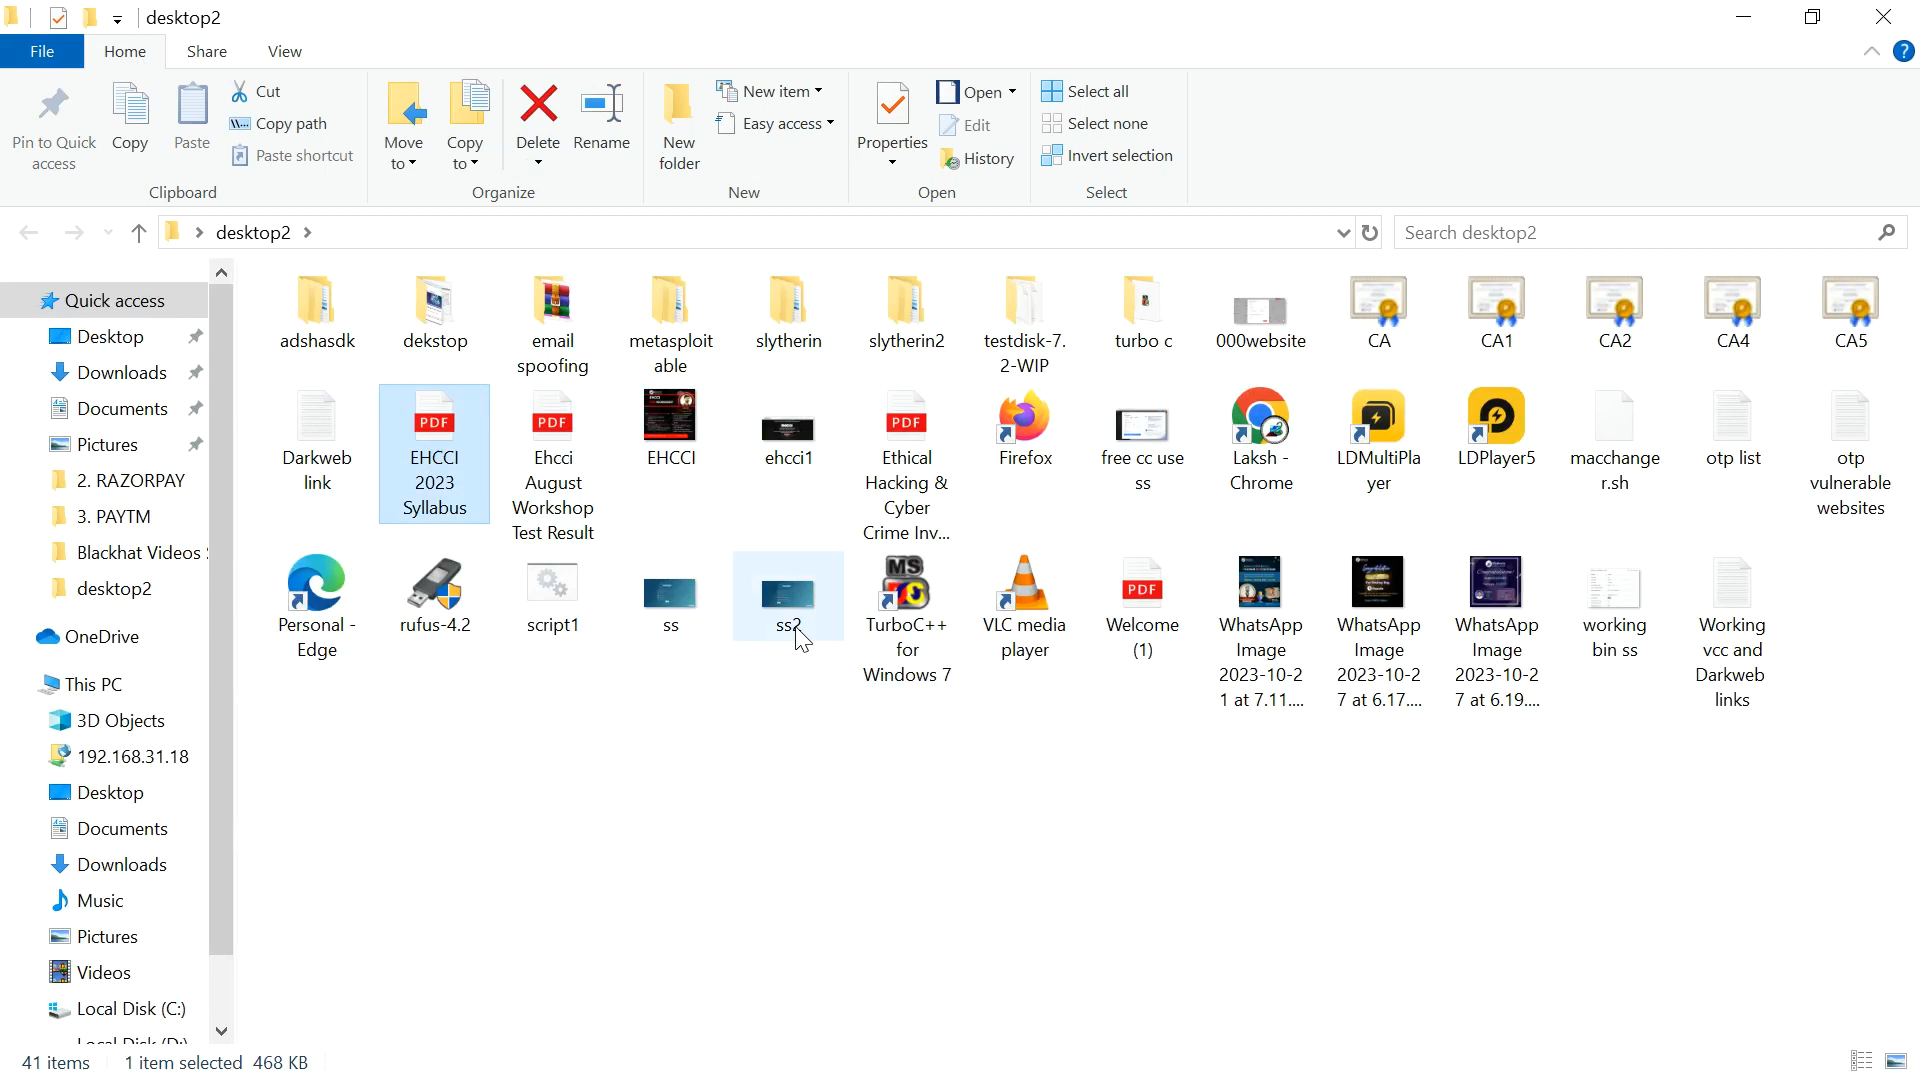 desktop2
File Home Share View
Pin to Quick access
Copy
Paste
Cut
Copy path
Paste shortcut
Clipboard
Move to
Copy to
Delete
Rename
Organize
New folder
New item
Easy access
New
Properties
Open
Edit
History
Open
Select all
Select none
Invert selection
Select
desktop2
Search desktop2
Quick access
Desktop
Downloads
Documents
Pictures
2. RAZORPAY
3. PAYTM
Blackhat Videos
desktop2
OneDrive
This PC
3D Objects
192.168.31.18
Desktop
Documents
Downloads
Music
Pictures
Videos
Local Disk (C:)
Local Disk (D:)
adshasdk
dekstop
email
spoofing
metasploit
able
slytherin
slytherin2
testdisk-7.
2-WIP
turbo c
000website
CA
CA1
CA2
CA4
CA5
Darkweb
link
PDF
EHCCI
2023
Syllabus
PDF
Ehcci
August
Workshop
Test Result
EHCCI
ehcci1
PDF
Ethical
Hacking &
Cyber
Crime Inv...
Firefox
free cc use
ss
Laksh -
Chrome
LDMultiPla
yer
LDPlayer5
macchange
r.sh
otp list
otp
vulnerable
websites
Personal -
Edge
rufus-4.2
script1
ss
ss2
MS
TurboC++
for
Windows 7
VLC media
player
PDF
Welcome
(1)
WhatsApp
Image
2023-10-2
1 at 7.11....
WhatsApp
Image
2023-10-2
7 at 6.17....
WhatsApp
Image
2023-10-2
7 at 6.19....
working
bin ss
Working
vcc and
Darkweb
links
41 items 1 item selected 468 KB